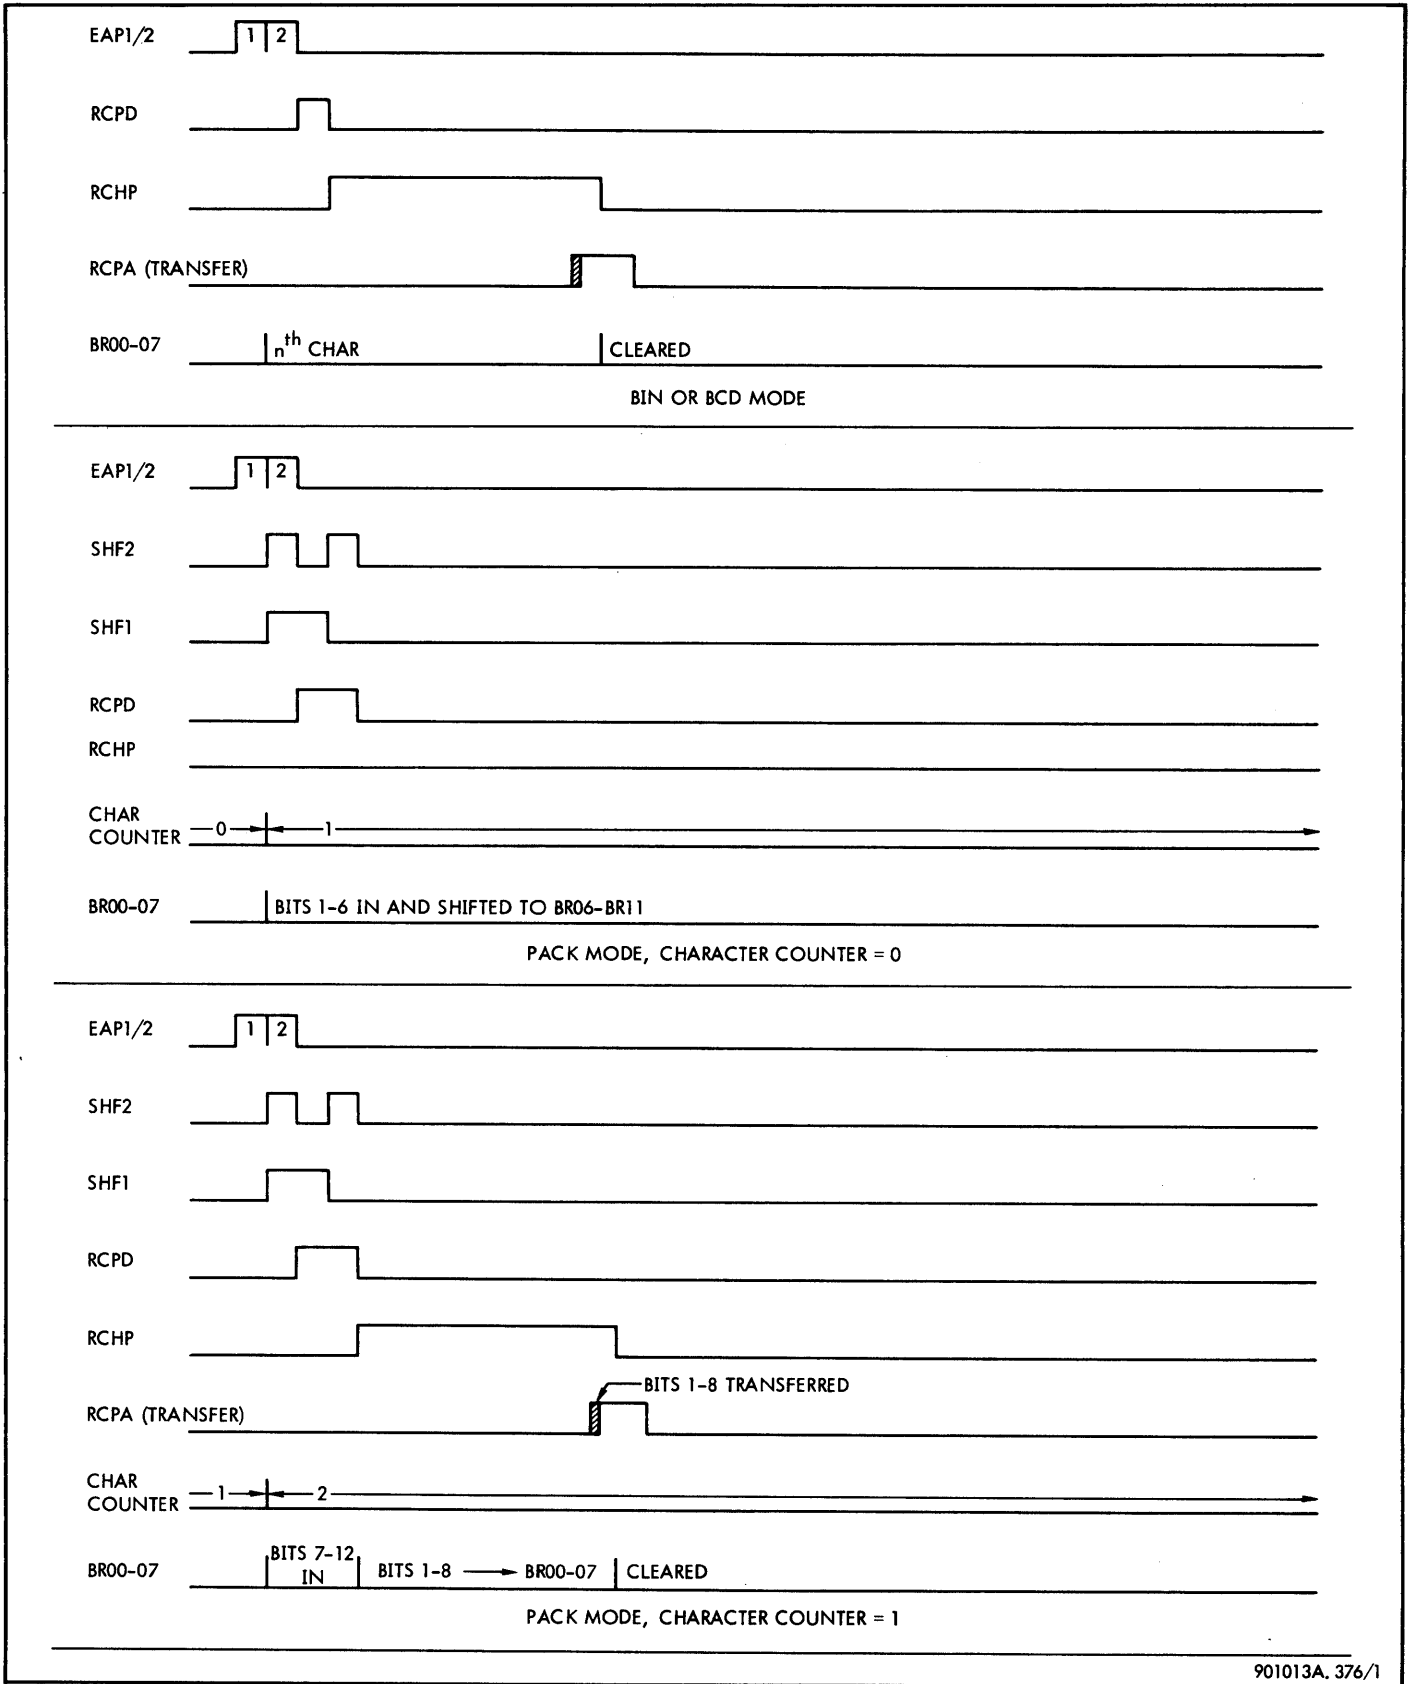 EAP1/2 1 2
RCPD
RCHP
RCPA (TRANSFER)
BR00-07 nth CHAR CLEARED
BIN OR BCD MODE
EAP1/2 1 2
SHF2
SHF1
RCPD
RCHP
CHAR
COUNTER 0 1
BR00-07 BITS 1-6 IN AND SHIFTED TO BR06-BR11
PACK MODE, CHARACTER COUNTER = 0
EAP1/2 1 2
SHF2
SHF1
RCPD
RCHP
BITS 1-8 TRANSFERRED
RCPA (TRANSFER)
CHAR
COUNTER 1 2
BITS 7-12
BR00-07 IN BITS 1-8 → BR00-07 CLEARED
PACK MODE, CHARACTER COUNTER = 1
901013A. 376/1